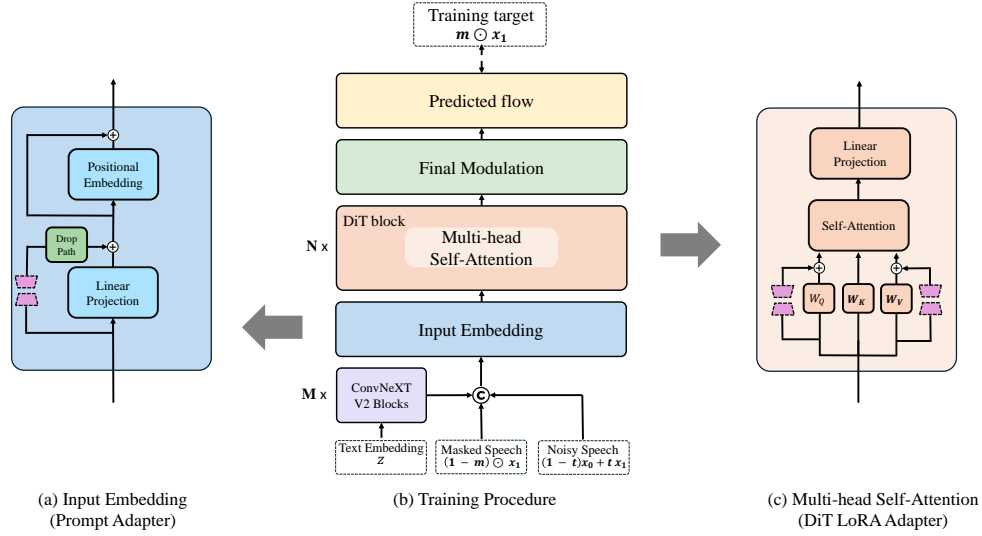 Training target
m ⊙ x₁
Predicted flow
Final Modulation
DiT block
N x
Multi-head
Self-Attention
Input Embedding
M x
ConvNeXT
V2 Blocks
C
Text Embedding
Z
Masked Speech
(1 − m) ⊙ x₁
Noisy Speech
(1 − t)x₀ + t x₁
(b) Training Procedure
+
Positional
Embedding
Drop
Path
+
Linear
Projection
(a) Input Embedding
(Prompt Adapter)
Linear
Projection
Self-Attention
+
+
W_Q
W_K
W_V
(c) Multi-head Self-Attention
(DiT LoRA Adapter)